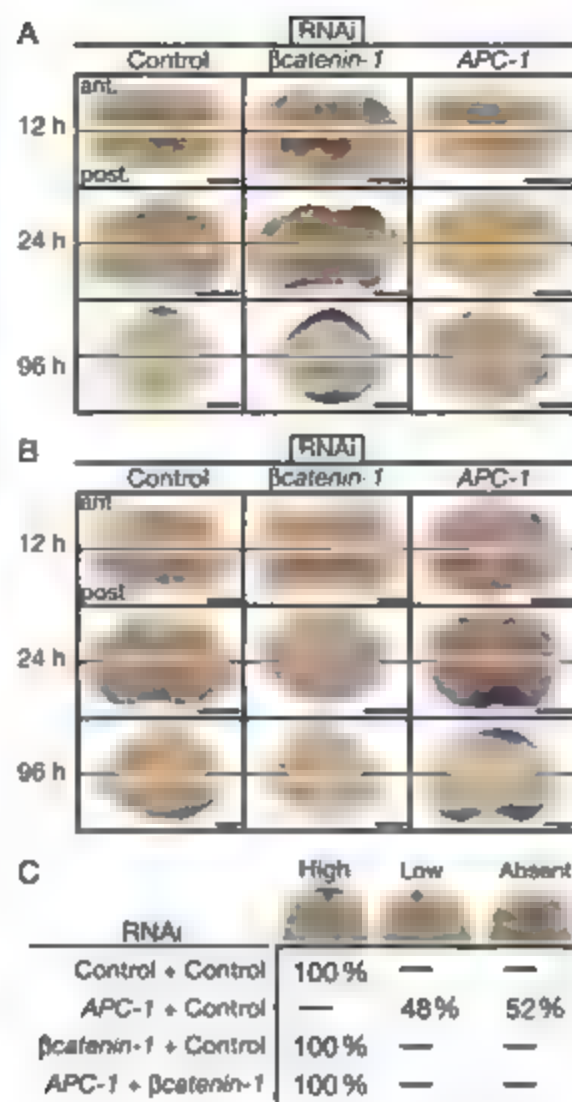 A
RNAi
Control βcatenin-1 APC-1
ant.
12 h
post.
24 h
96 h
B
RNAi
Control βcatenin-1 APC-1
ant
12 h
post
24 h
96 h
C
High Low Absent
RNAi
Control + Control 100% — —
APC-1 + Control — 48% 52%
βcatenin-1 + Control 100% — —
APC-1 + βcatenin-1 100% — —